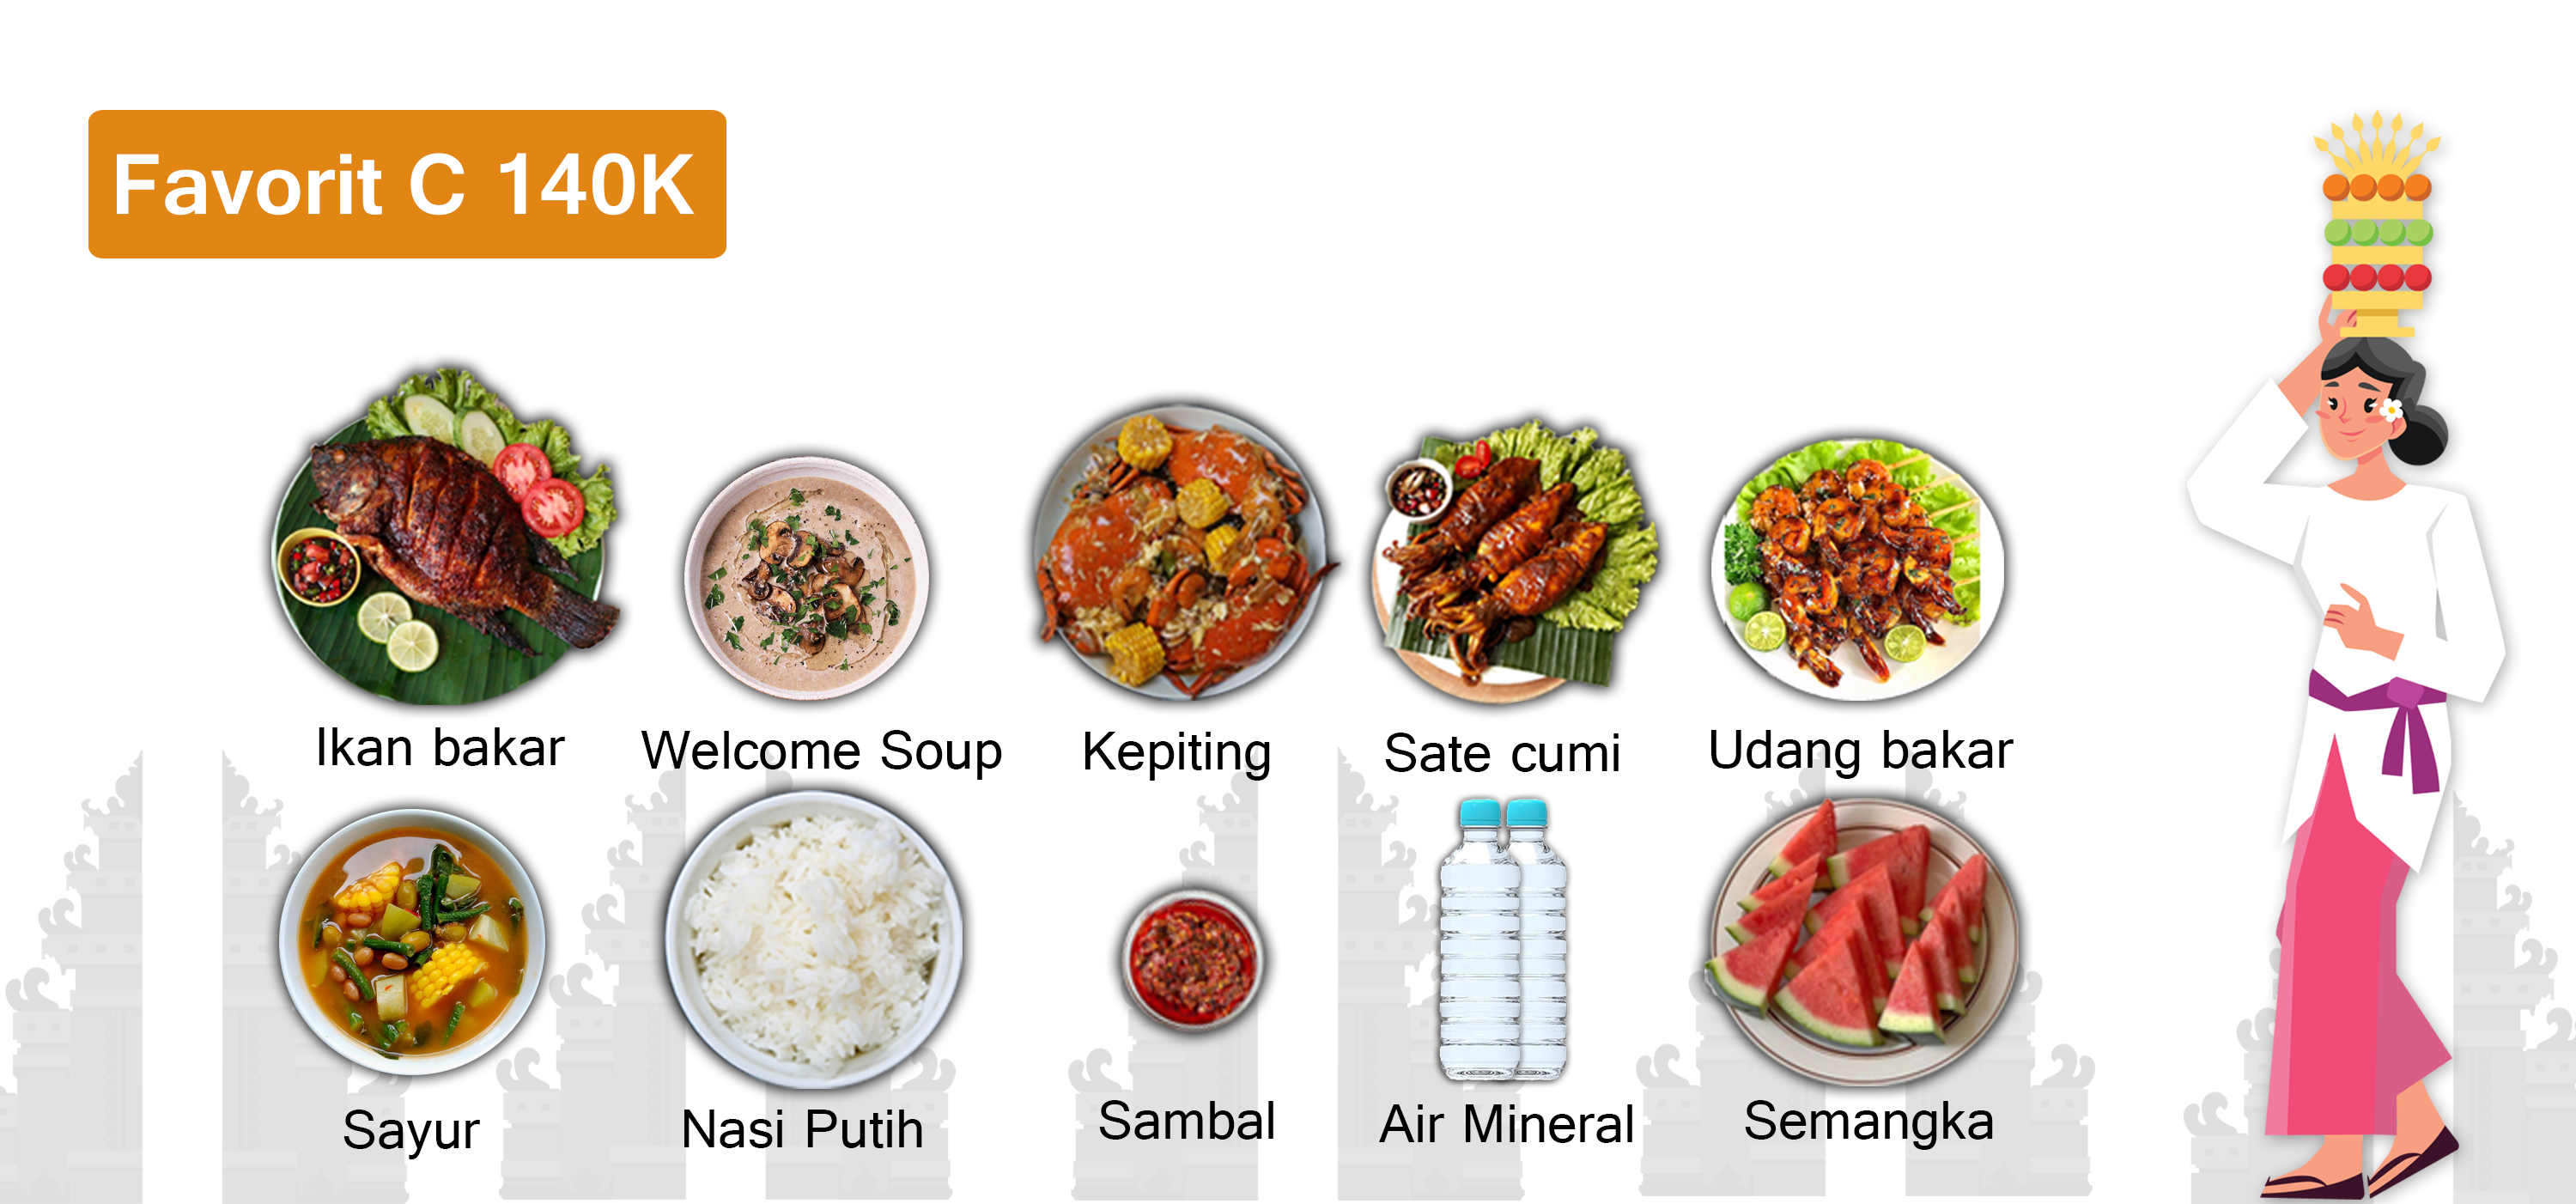 Favorit C 140K
Ikan bakar
Welcome Soup
Kepiting
Sate cumi
Udang bakar
Sayur
Nasi Putih
Sambal
Air Mineral
Semangka